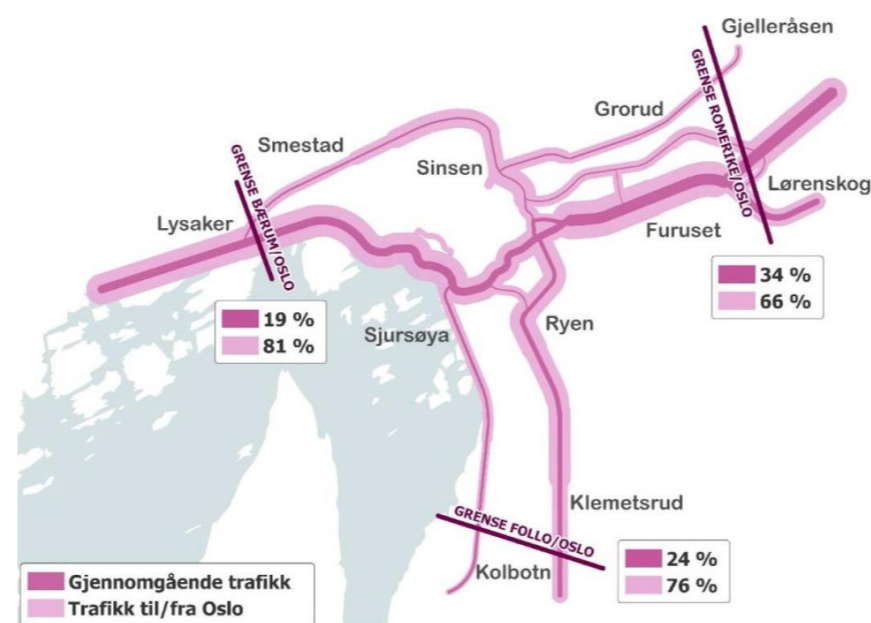 Gjelleråsen
Grorud
Smestad
Sinsen
GRENSE ROMERIKE/OSLO
Lørenskog
GRENSE BÆRUM/OSLO
Lysaker
Furuset
34 %
66 %
19 %
81 %
Sjursøya
Ryen
Klemetsrud
GRENSE FOLLO/OSLO
24 %
76 %
Kolbotn
Gjennomgående trafikk
Trafikk til/fra Oslo